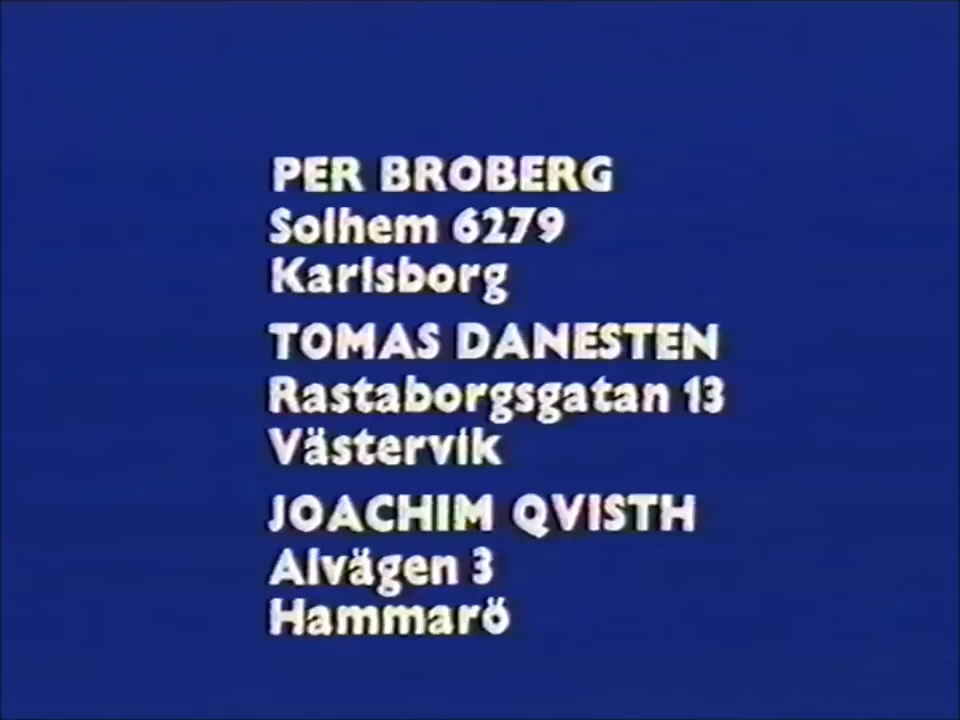 PER BROBERG
Solhem 6279
Karlsborg
TOMAS DANESTEN
Rastaborgsgatan 13
Västervik
JOACHIM QVISTH
Alvägen 3
Hammarö